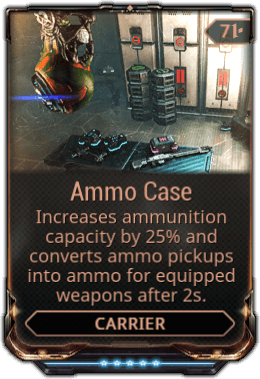 71
Ammo Case
Increases ammunition
capacity by 25% and
converts ammo pickups
into ammo for equipped
weapons after 2s.
CARRIER